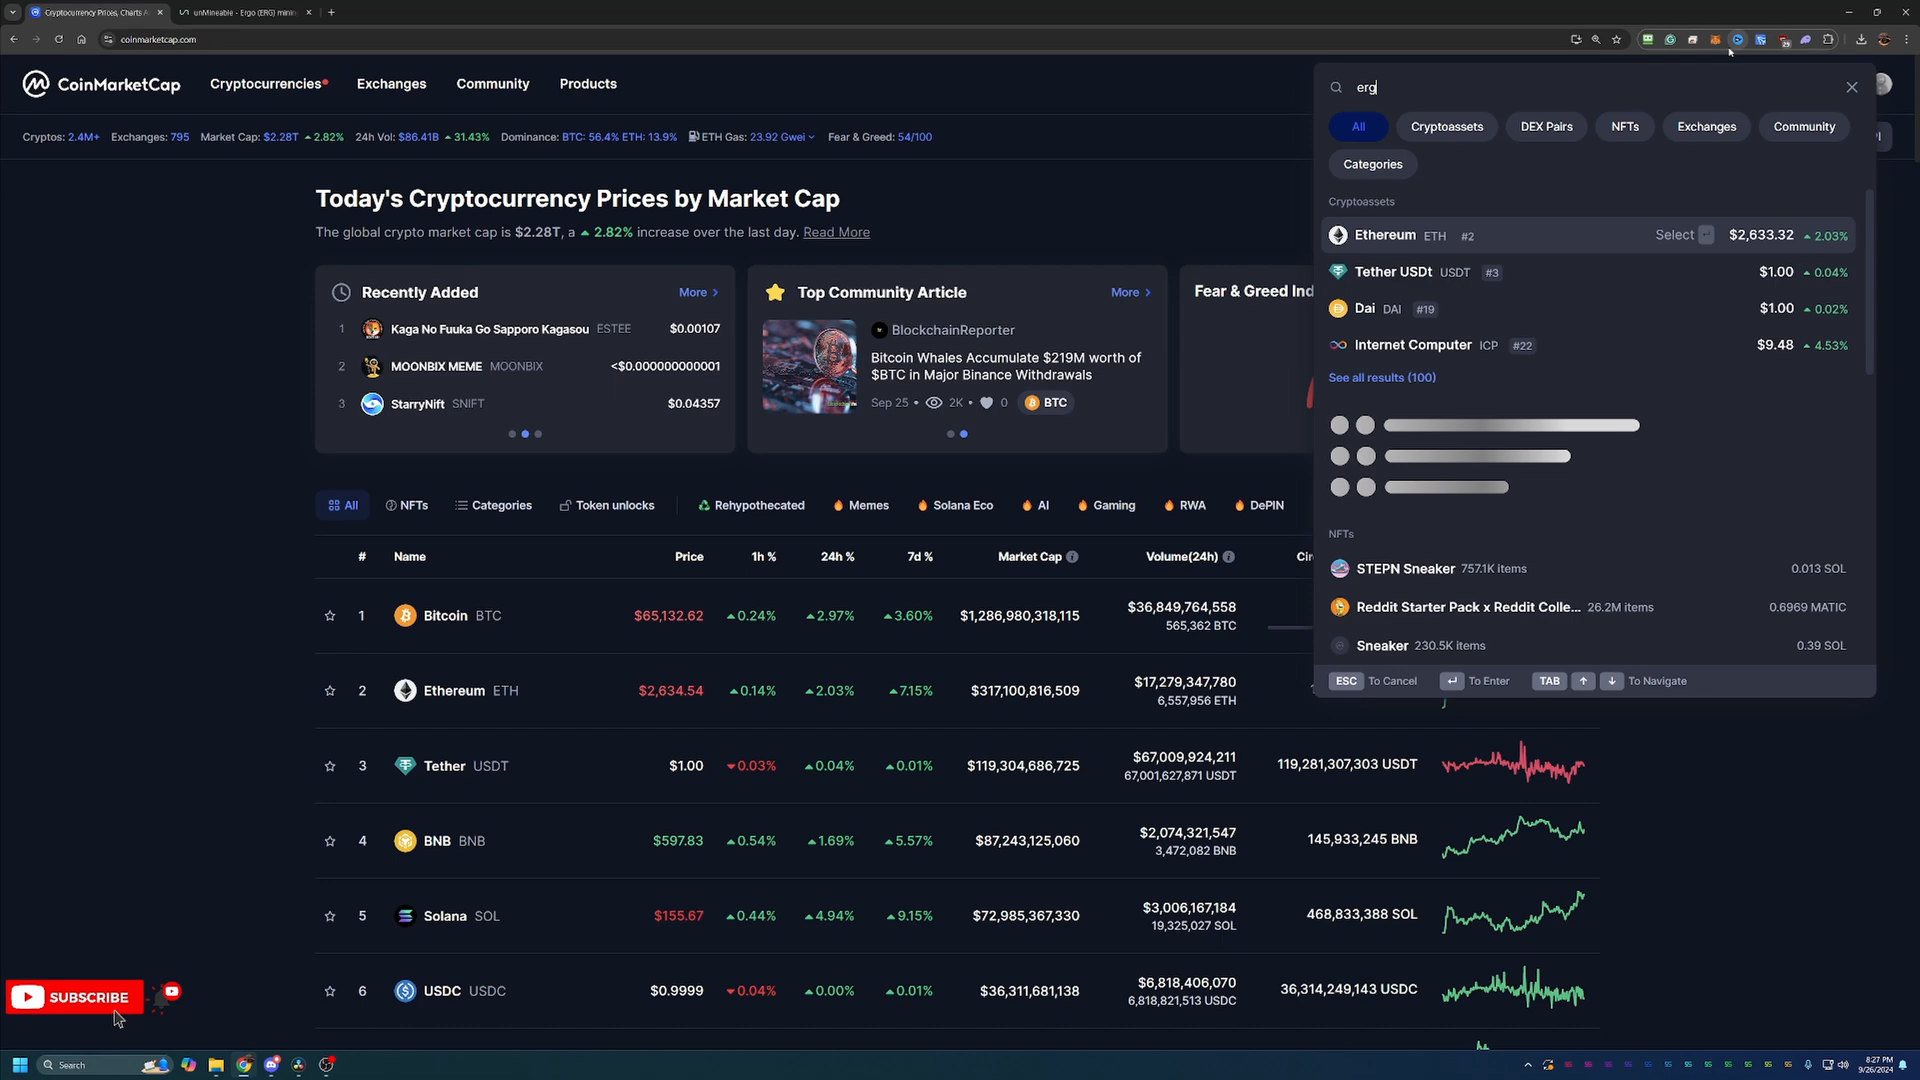 Cryptocurrency Prices, Charts A
unMineable - Ergo (ERG) minin
coinmarketcap.com
29
CoinMarketCap
Cryptocurrencies
Exchanges
Community
Products
Cryptos: 2.4M+
Exchanges: 795
Market Cap: $2.28T 2.82%
24h Vol: $86.41B 31.43%
Dominance: BTC: 56.4% ETH: 13.9%
ETH Gas: 23.92 Gwei
Fear & Greed: 54/100
Today's Cryptocurrency Prices by Market Cap
The global crypto market cap is $2.28T, a 2.82% increase over the last day. Read More
Recently Added
More >
1 Kaga No Fuuka Go Sapporo Kagasou ESTEE $0.00107
2 MOONBIX MEME MOONBIX <$0.000000000001
3 StarryNift SNIFT $0.04357
Top Community Article
More >
BlockchainReporter
Bitcoin Whales Accumulate $219M worth of
$BTC in Major Binance Withdrawals
Sep 25 • 2K • 0 BTC
Fear & Greed Ind
All
NFTs
Categories
Token unlocks
Rehypothecated
Memes
Solana Eco
AI
Gaming
RWA
DePIN
# Name Price 1h % 24h % 7d % Market Cap Volume(24h) Cir
1 Bitcoin BTC $65,132.62 0.24% 2.97% 3.60% $1,286,980,318,115 $36,849,764,558
565,362 BTC
2 Ethereum ETH $2,634.54 0.14% 2.03% 7.15% $317,100,816,509 $17,279,347,780
6,557,956 ETH
3 Tether USDT $1.00 0.03% 0.04% 0.01% $119,304,686,725 $67,009,924,211 119,281,307,303 USDT
67,001,627,871 USDT
4 BNB BNB $597.83 0.54% 1.69% 5.57% $87,243,125,060 $2,074,321,547 145,933,245 BNB
3,472,082 BNB
5 Solana SOL $155.67 0.44% 4.94% 9.15% $72,985,367,330 $3,006,167,184 468,833,388 SOL
19,325,027 SOL
6 USDC USDC $0.9999 0.04% 0.00% 0.01% $36,311,681,138 $6,818,406,070 36,314,249,143 USDC
6,818,821,513 USDC
erg
All
Cryptoassets
DEX Pairs
NFTs
Exchanges
Community
Categories
Cryptoassets
Ethereum ETH #2 Select $2,633.32 2.03%
Tether USDt USDT #3 $1.00 0.04%
Dai DAI #19 $1.00 0.02%
Internet Computer ICP #22 $9.48 4.53%
See all results (100)
NFTs
STEPN Sneaker 757.1K items 0.013 SOL
Reddit Starter Pack x Reddit Colle... 26.2M items 0.6969 MATIC
Sneaker 230.5K items 0.39 SOL
ESC To Cancel
To Enter
TAB To Navigate
SUBSCRIBE
Search
8:27 PM
9/26/2024